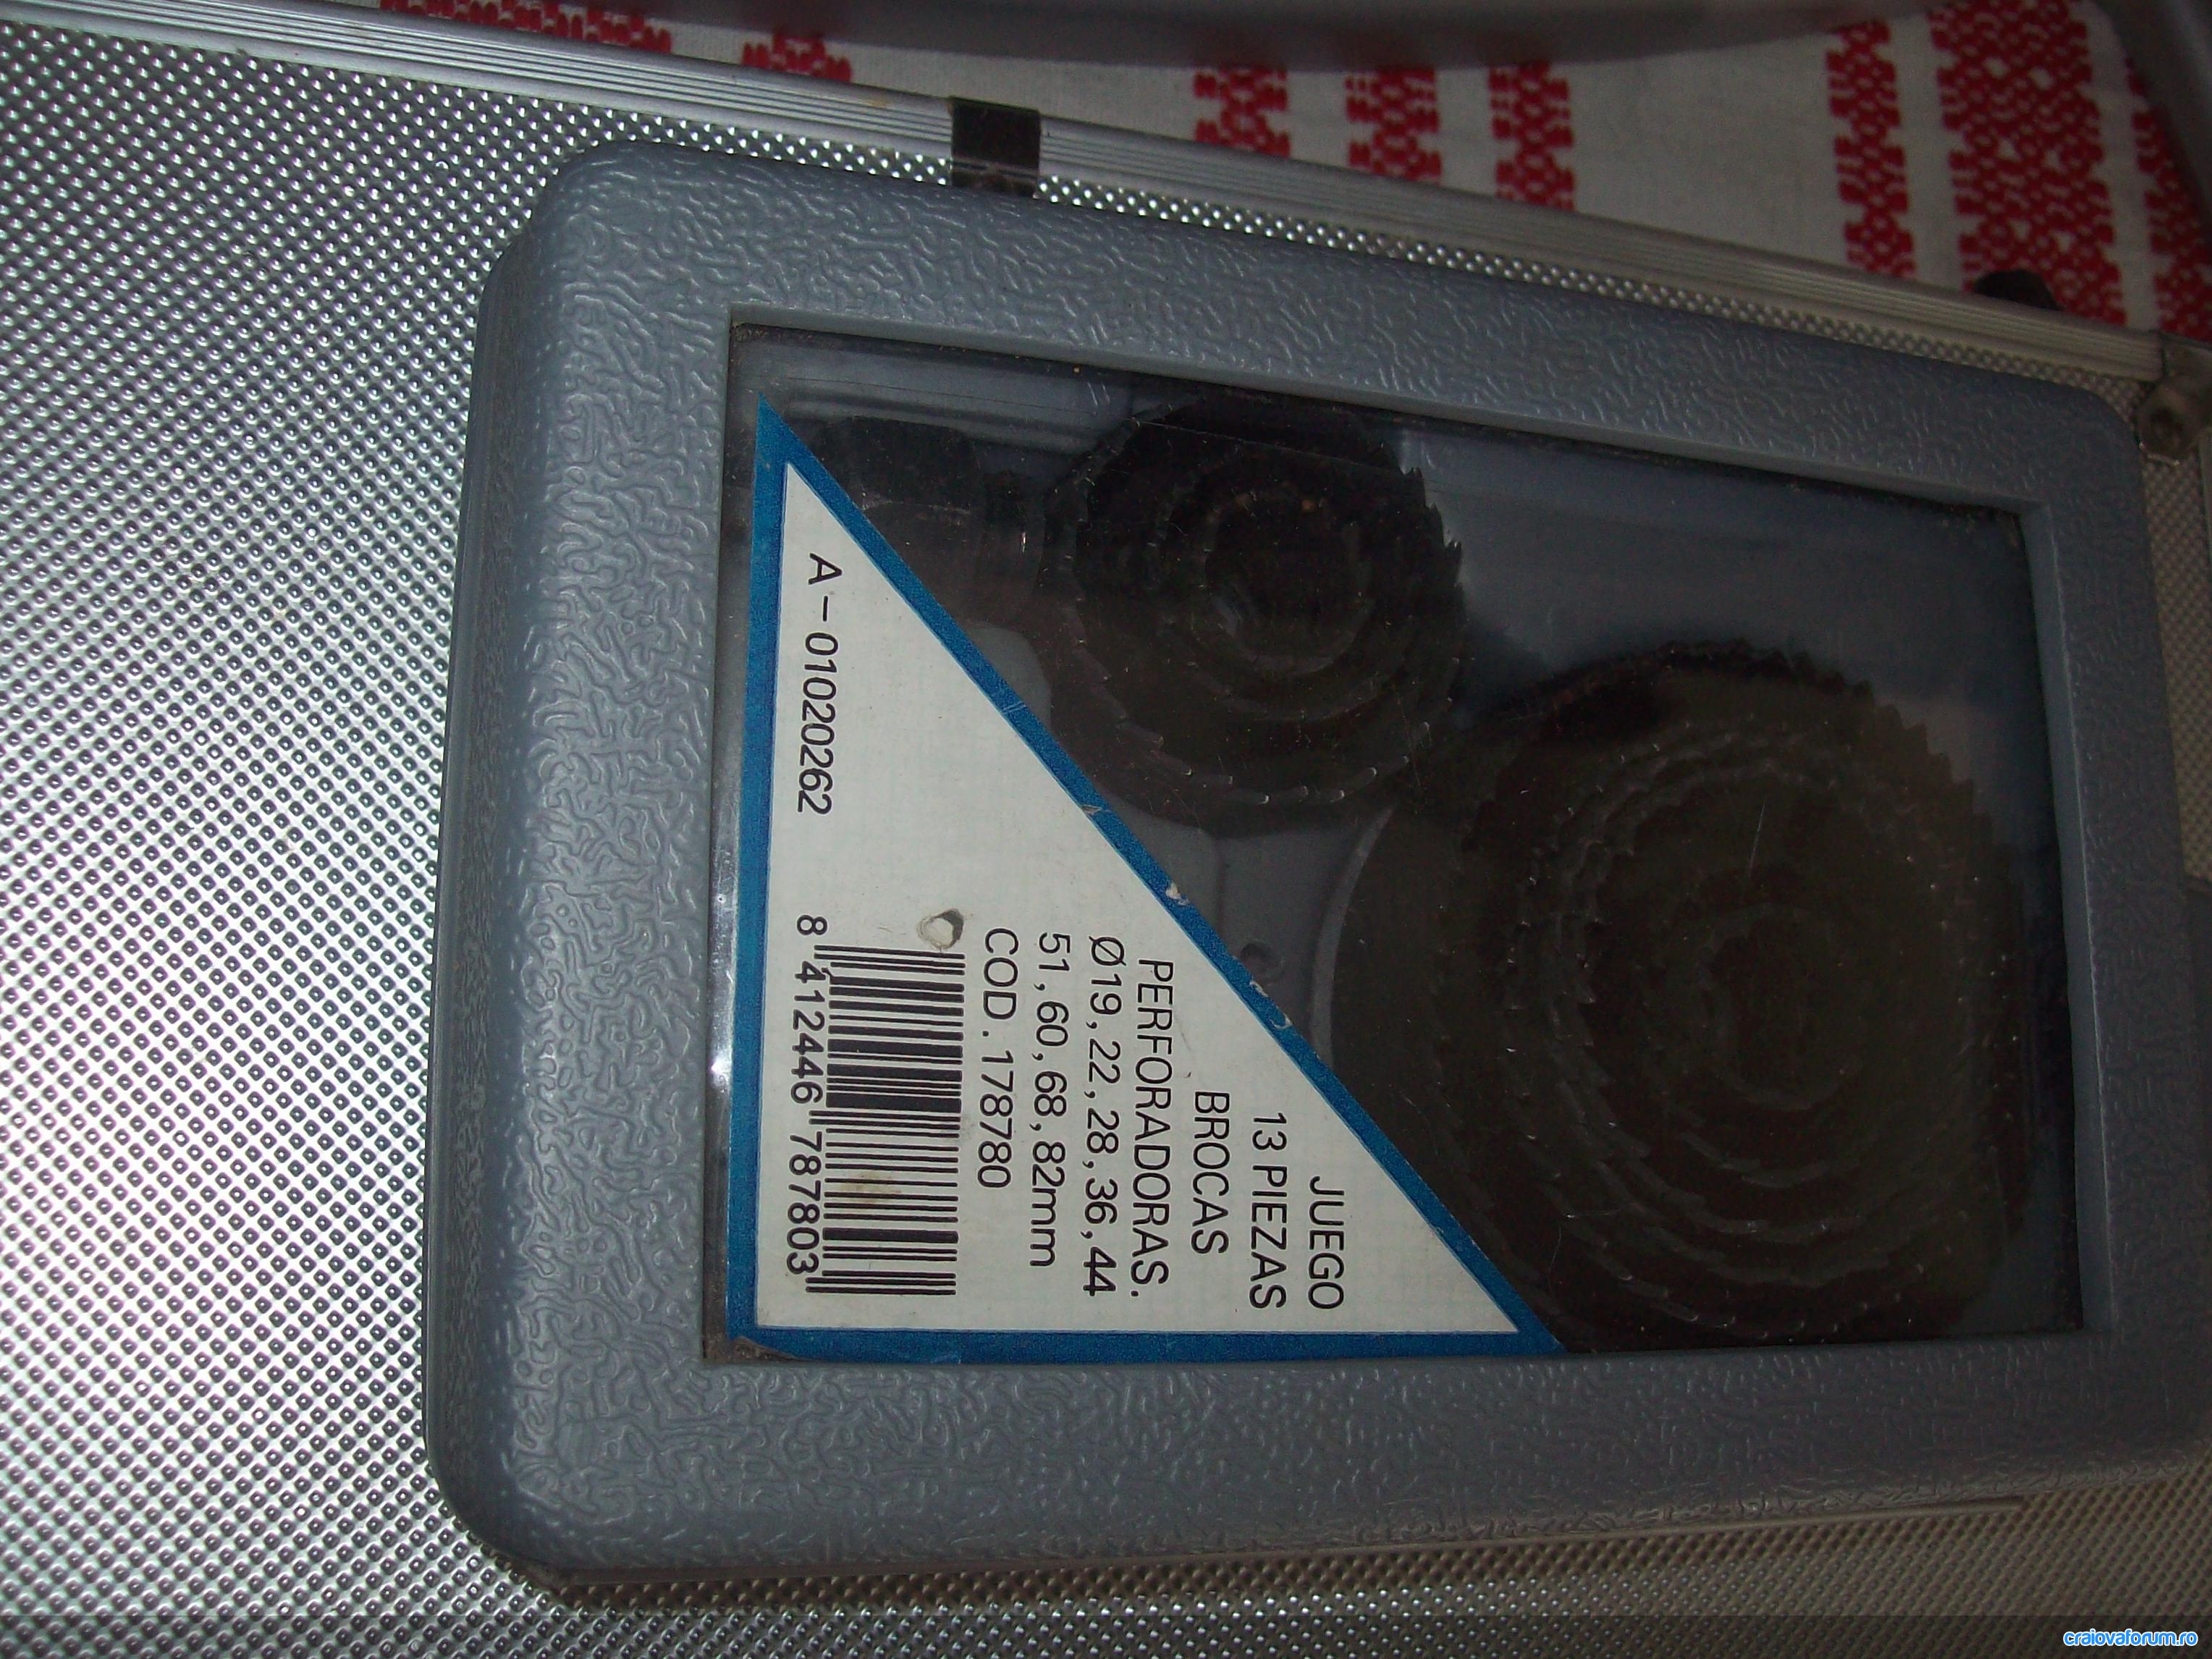 JUEGO
13 PIEZAS
BROCAS
PERFORADORAS.
Ø19,22,28,36,44
51,60,68,82mm
COD.178780
A-01020262
8 412446 787803
craiovaforum.ro